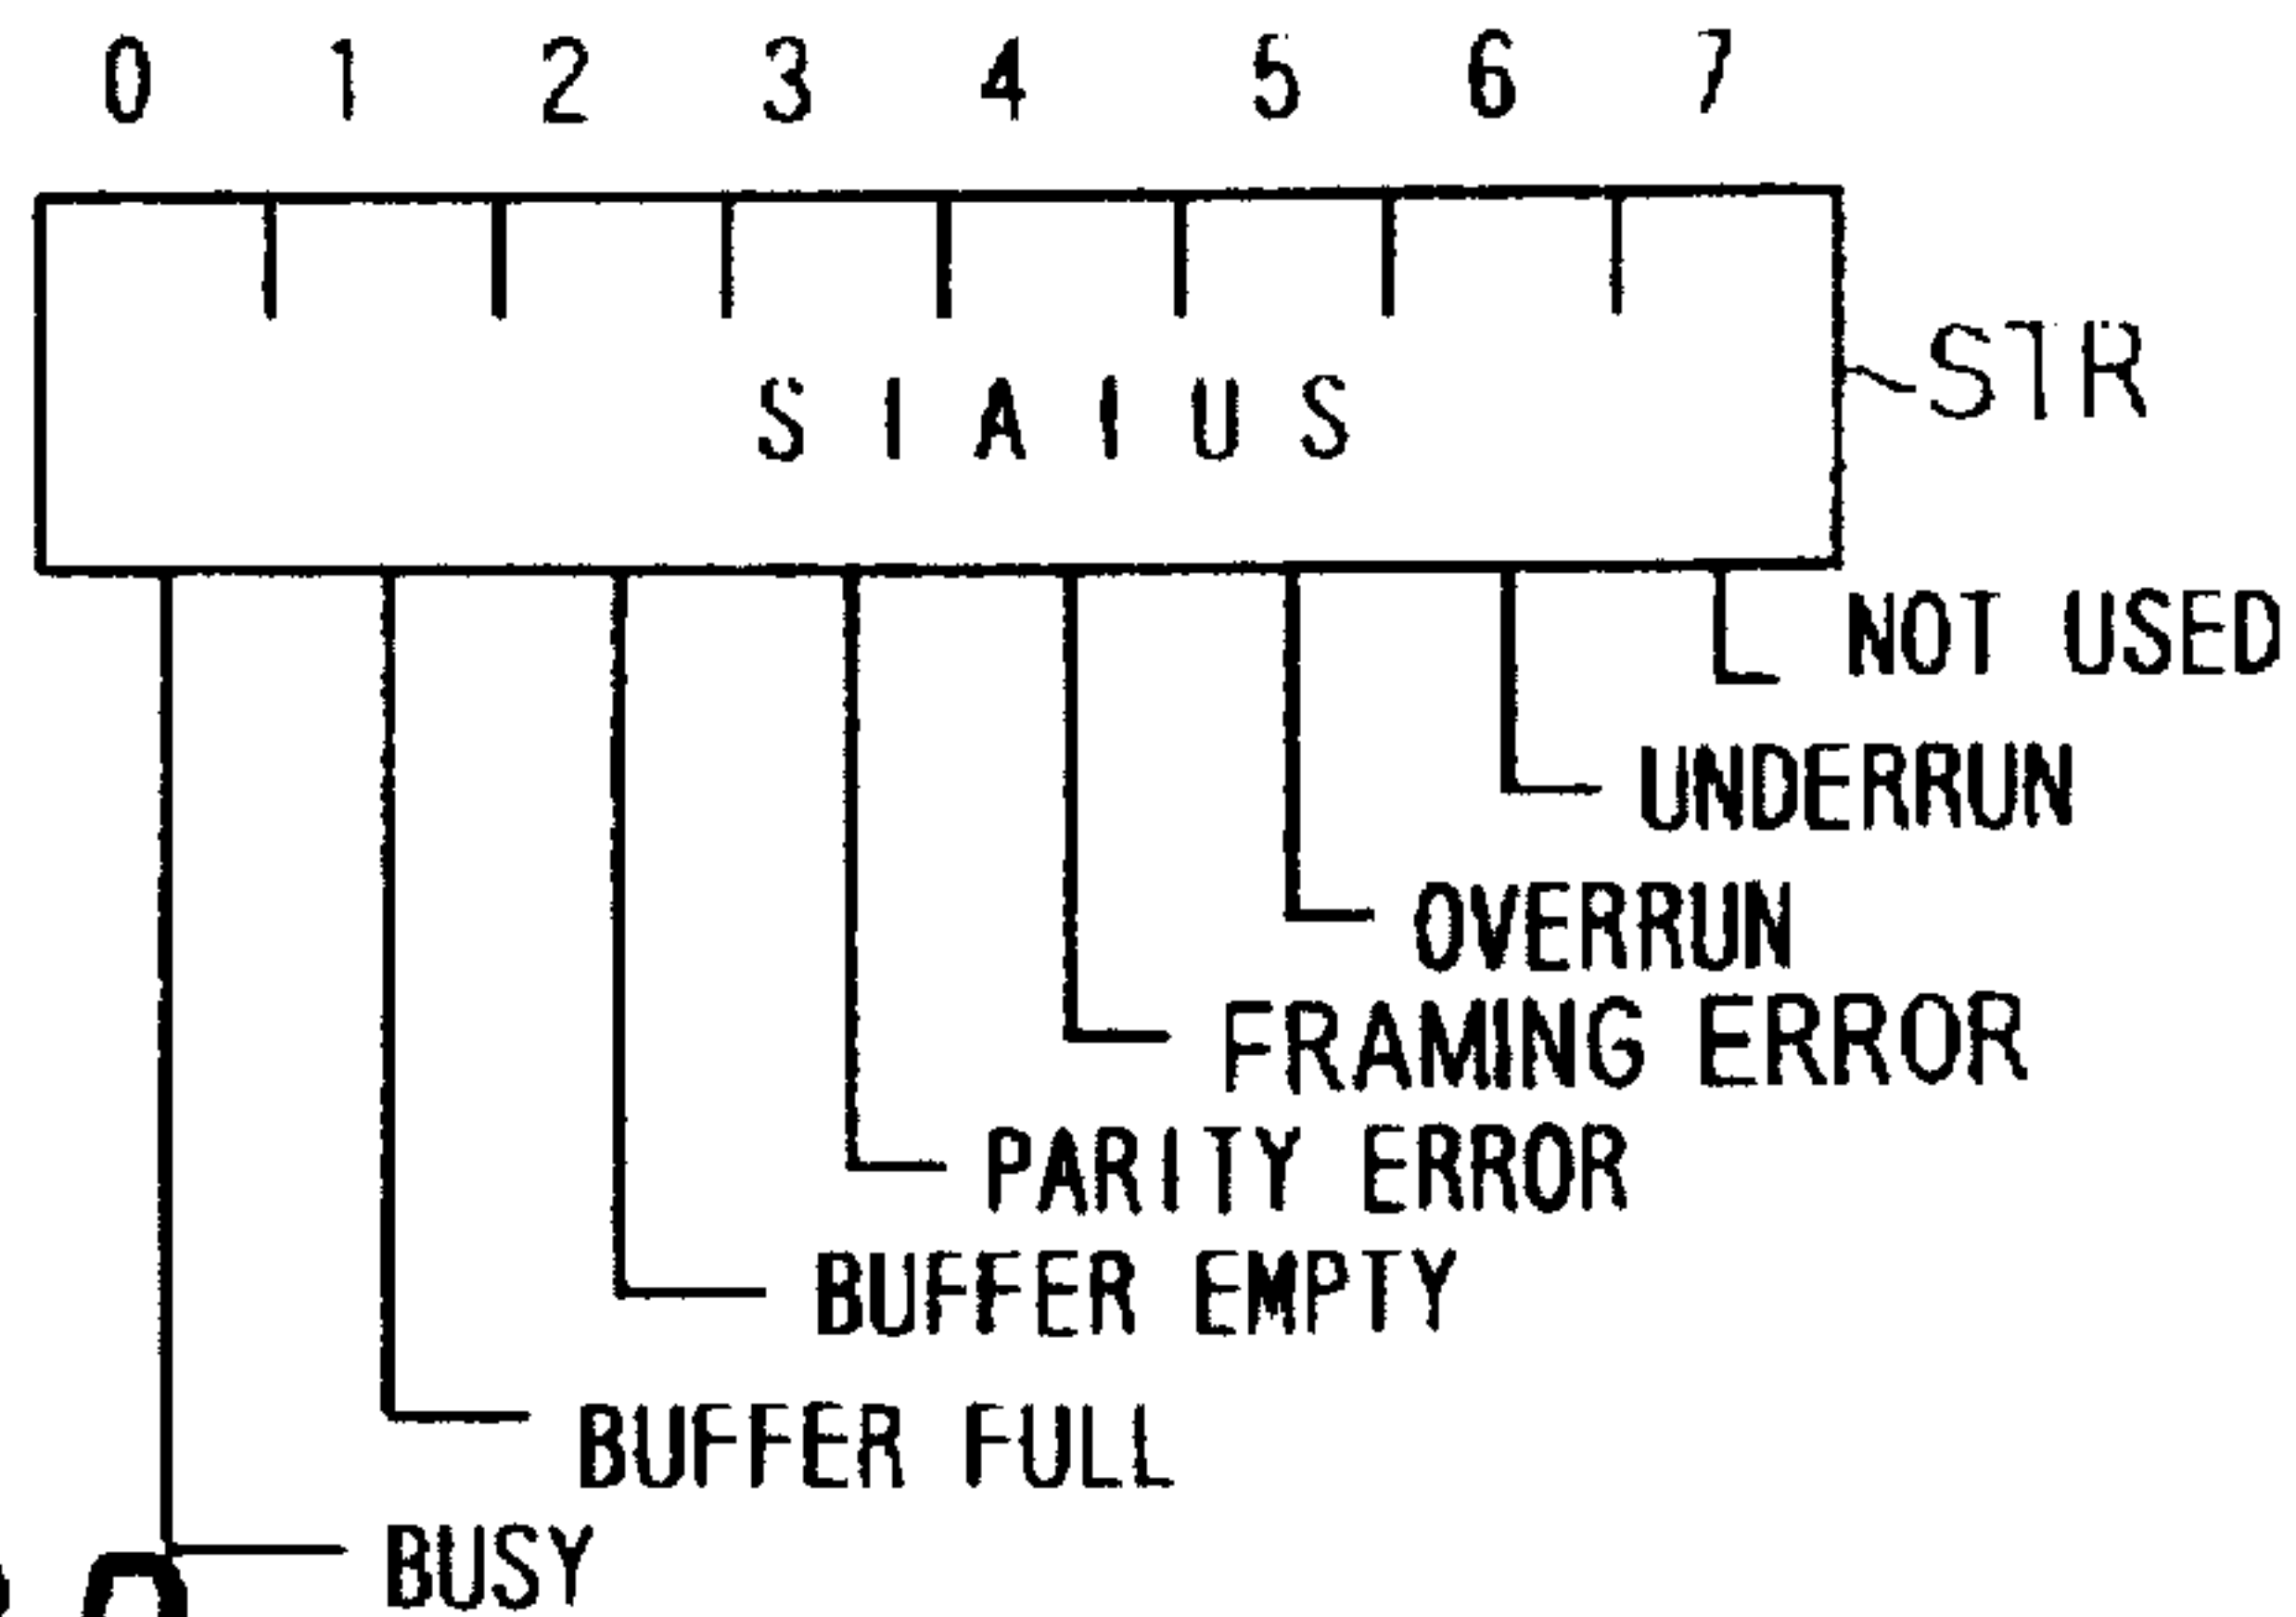 0 1 2 3 4 5 6 7
STATUS
STR
NOT USED
UNDERRUN
OVERRUN
FRAMING ERROR
PARITY ERROR
BUFFER EMPTY
BUFFER FULL
BUSY